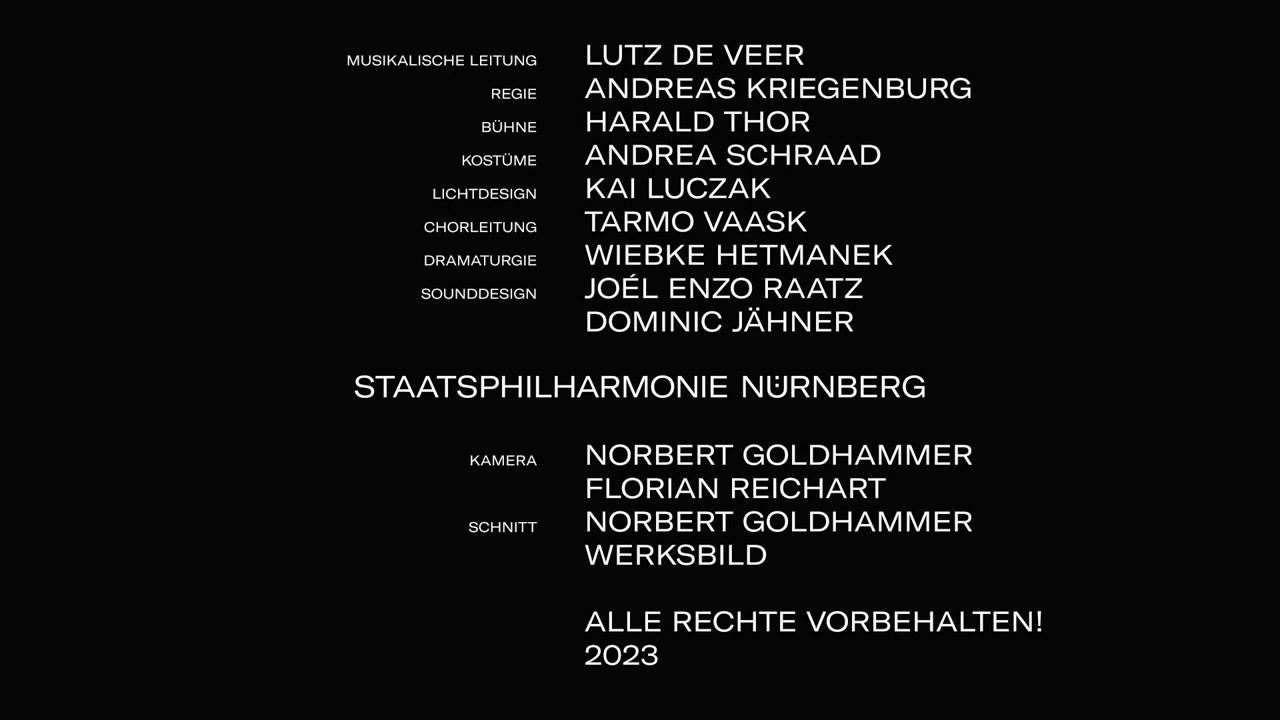 MUSIKALISCHE LEITUNG LUTZ DE VEER
REGIE ANDREAS KRIEGENBURG
BÜHNE HARALD THOR
KOSTÜME ANDREA SCHRAAD
LICHTDESIGN KAI LUCZAK
CHORLEITUNG TARMO VAASK
DRAMATURGIE WIEBKE HETMANEK
SOUNDDESIGN JOÉL ENZO RAATZ
DOMINIC JÄHNER
STAATSPHILHARMONIE NÜRNBERG
KAMERA NORBERT GOLDHAMMER
FLORIAN REICHART
SCHNITT NORBERT GOLDHAMMER
WERKSBILD
ALLE RECHTE VORBEHALTEN!
2023